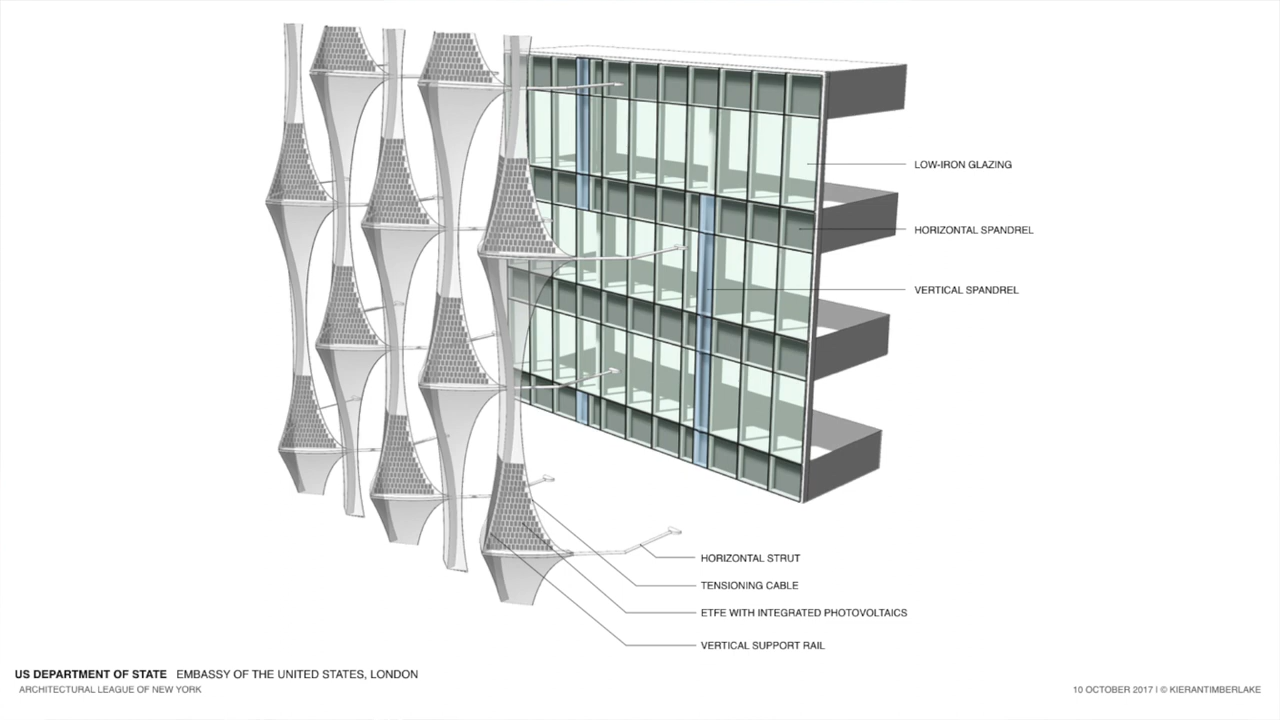 LOW-IRON GLAZING
HORIZONTAL SPANDREL
VERTICAL SPANDREL
HORIZONTAL STRUT
TENSIONING CABLE
ETFE WITH INTEGRATED PHOTOVOLTAICS
VERTICAL SUPPORT RAIL
US DEPARTMENT OF STATE EMBASSY OF THE UNITED STATES, LONDON
ARCHITECTURAL LEAGUE OF NEW YORK
10 OCTOBER 2017 | © KIERANTIMBERLAKE